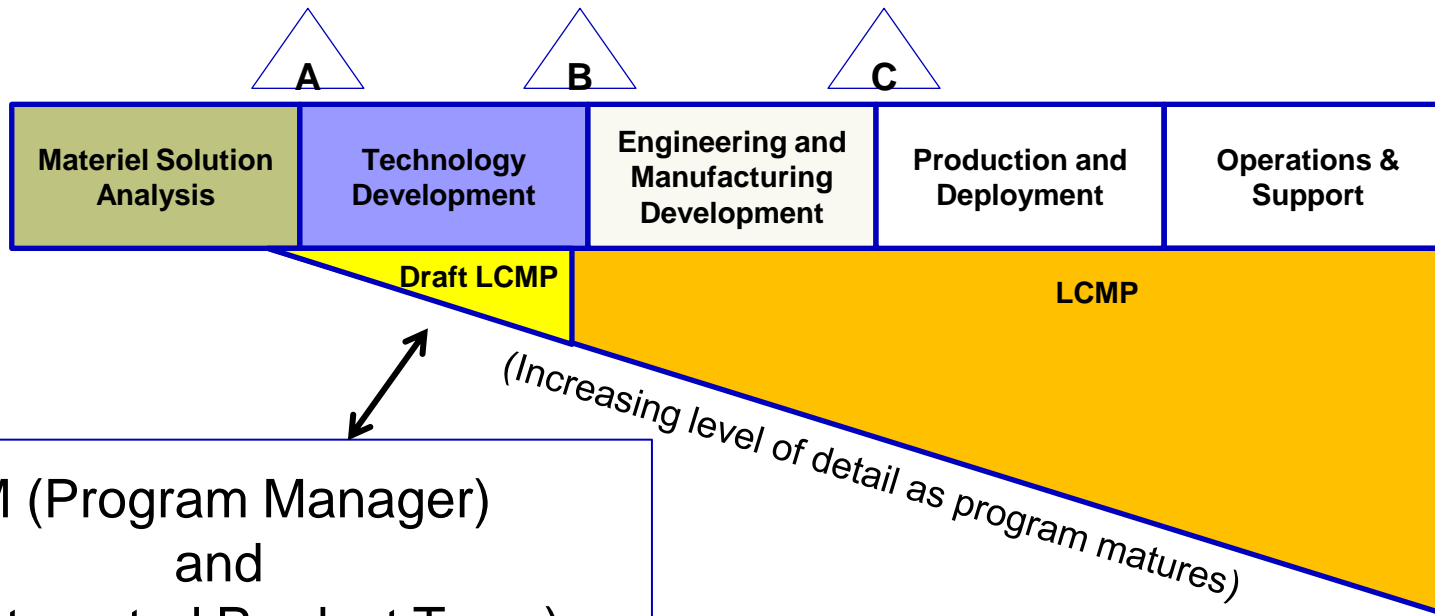 A
B
C
Materiel Solution
Analysis
Technology
Development
Engineering and
Manufacturing
Development
Production and
Deployment
Operations &
Support
Draft LCMP
LCMP
(Increasing level of detail as program matures)
(Program Manager)
and
Product